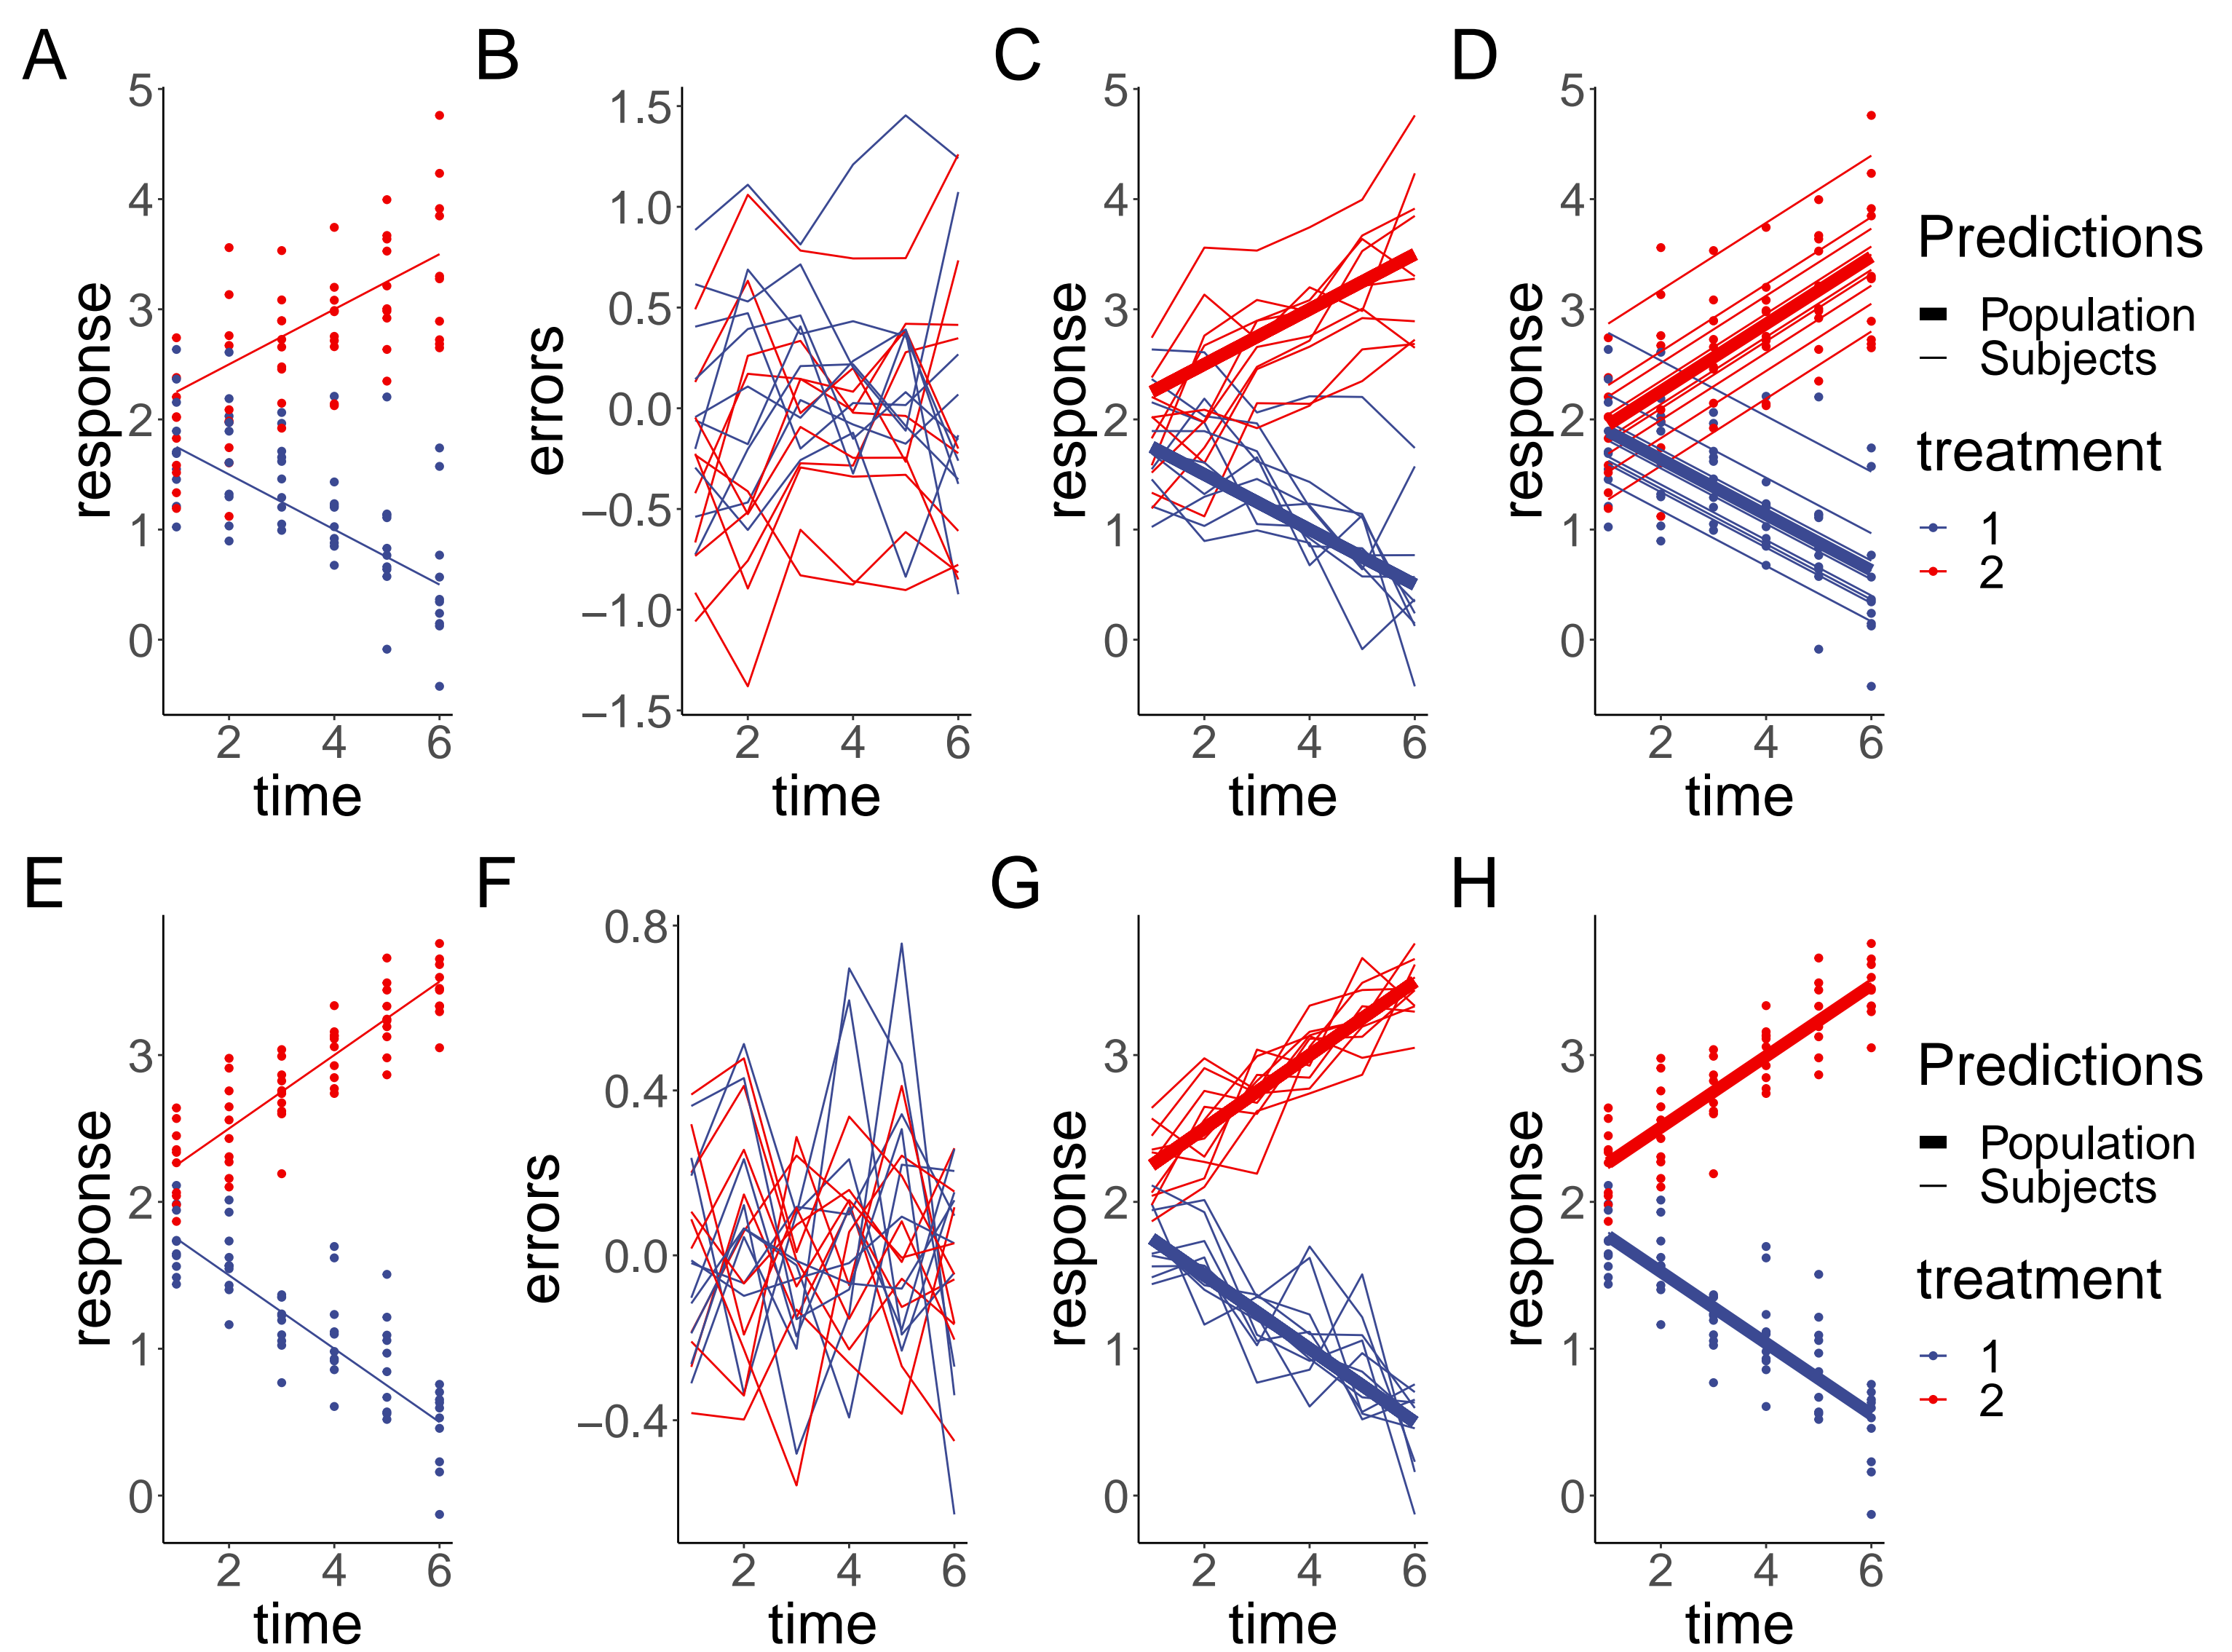 A
B
C
D
response
5
4
3
2
1
0
2
4
6
time
errors
1.5
1.0
0.5
0.0
−0.5
−1.0
−1.5
2
4
6
time
response
5
4
3
2
1
0
2
4
6
time
response
5
4
3
2
1
0
2
4
6
time
Predictions
Population
Subjects
treatment
1
2
E
F
G
H
response
3
2
1
0
2
4
6
time
errors
0.8
0.4
0.0
−0.4
2
4
6
time
response
3
2
1
0
2
4
6
time
response
3
2
1
0
2
4
6
time
Predictions
Population
Subjects
treatment
1
2